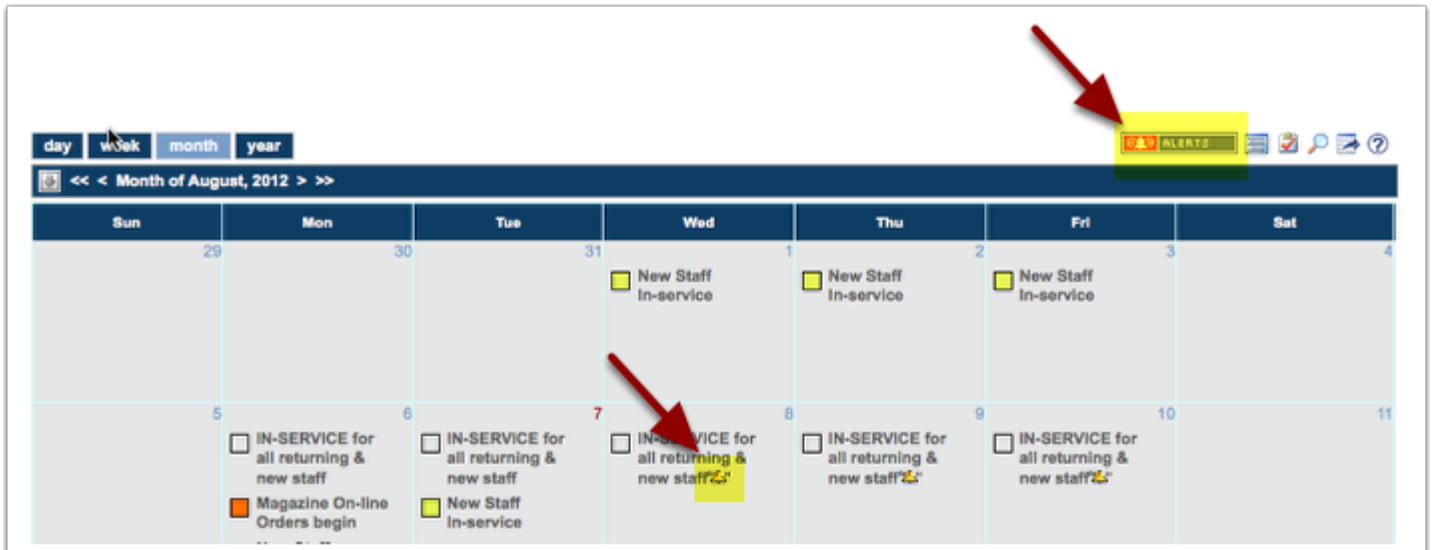 day week month year
ALERTS
<< < Month of August, 2012 > >>
Sun Mon Tue Wed Thu Fri Sat
29 30 31 1 2 3 4
New Staff New Staff New Staff
In-service In-service In-service
5 6 7 8 9 10 11
IN-SERVICE for IN-SERVICE for IN-SERVICE for IN-SERVICE for IN-SERVICE for
all returning & all returning & all returning & all returning & all returning &
new staff new staff new staff new staff new staff
Magazine On-line New Staff
Orders begin In-service